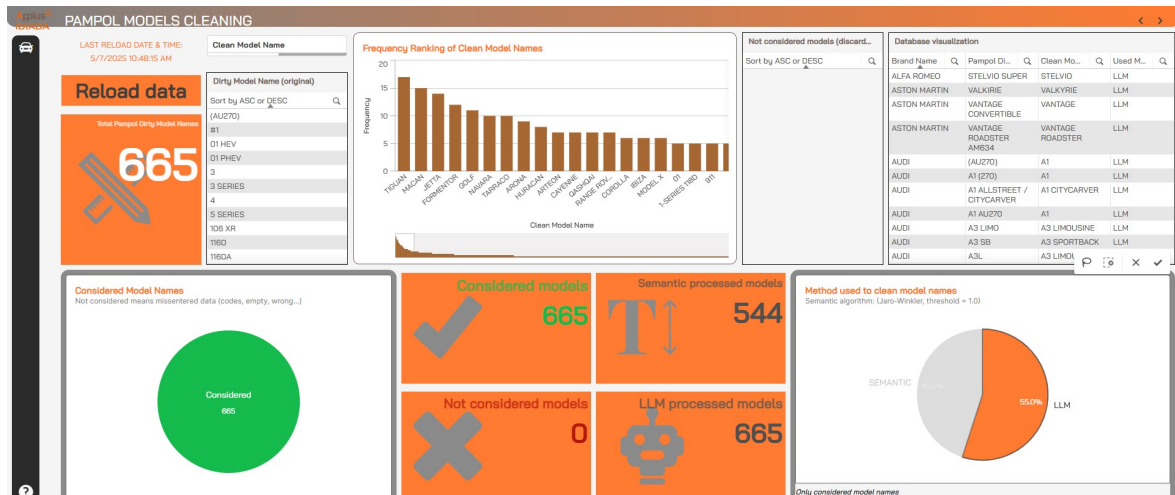 Applus
IDIADA
PAMPOL MODELS CLEANING
LAST RELOAD DATE & TIME:
5/7/2025 10:48:15 AM
Reload data
Total Pampol Dirty Model Names
665
Clean Model Name
Dirty Model Name (original)
Sort by ASC or DESC
(AU270)
#1
01 HEV
01 PHEV
3
3 SERIES
4
5 SERIES
106 XR
116D
116DA
Frequency Ranking of Clean Model Names
Frequency
20
15
10
5
0
TIGUAN
MACAN
JETTA
FORMENTOR
GOLF
NAVARA
TARRACO
ARONA
HURACAN
ARTEON
CAYENNE
QASHQAI
RANGE ROV...
COROLLA
IBIZA
MODEL X
01
1-SERIES 118D
911
Clean Model Name
Not considered models (discard...
Sort by ASC or DESC
Database visualization
Brand Name Pampol Di... Clean Mo... Used M...
ALFA ROMEO STELVIO SUPER STELVIO LLM
ASTON MARTIN VALKIRIE VALKYRIE LLM
ASTON MARTIN VANTAGE CONVERTIBLE VANTAGE LLM
ASTON MARTIN VANTAGE ROADSTER AM634 VANTAGE ROADSTER LLM
AUDI (AU270) A1 LLM
AUDI A1 (270) A1 LLM
AUDI A1 ALLSTREET / CITYCARVER A1 CITYCARVER LLM
AUDI A1 AU270 A1 LLM
AUDI A3 LIMO A3 LIMOUSINE LLM
AUDI A3 SB A3 SPORTBACK LLM
AUDI A3L
Considered Model Names
Not considered means missentered data (codes, empty, wrong...)
Considered
665
Considered models
665
Semantic processed models
544
Not considered models
0
LLM processed models
665
Method used to clean model names
Semantic algorithm: (Jaro-Winkler, threshold = 1.0)
SEMANTIC
55.0%
LLM
Only considered model names